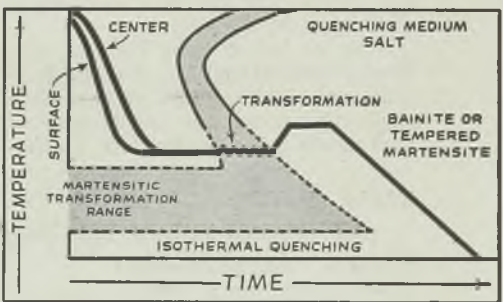 CENTER
QUENCHING MEDIUM
SALT
SURFACE
TRANSFORMATION
BAINITE OR
TEMPERED
MARTENSITE
TEMPERATURE
MARTENSITIC
TRANSFORMATION
RANGE
ISOTHERMAL QUENCHING
TIME